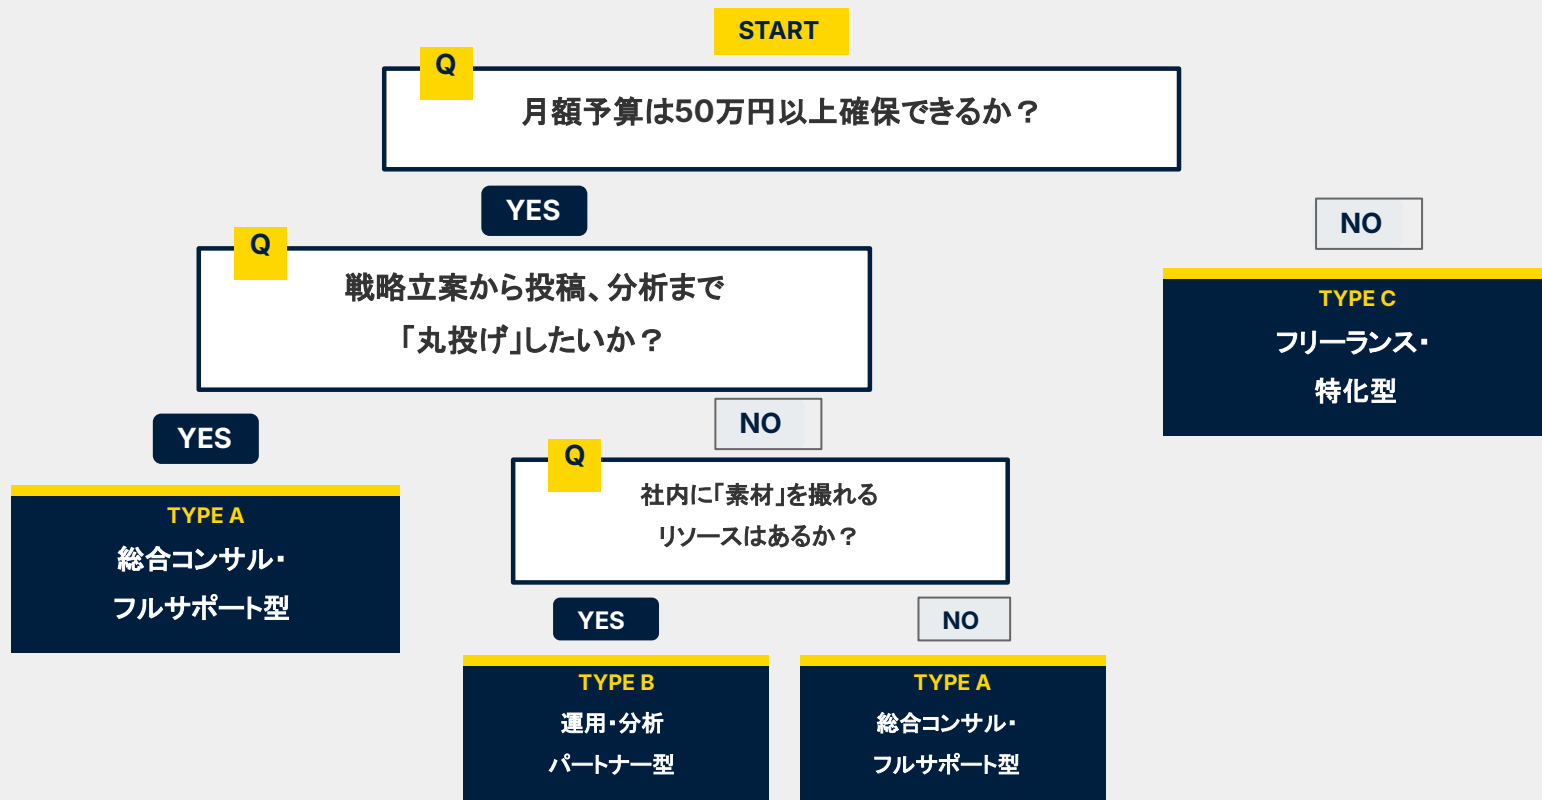 START
Q
月額予算は50万円以上確保できるか？
YES
NO
Q
戦略立案から投稿、分析まで
「丸投げ」したいか？
TYPE C
フリーランス・
特化型
YES
NO
TYPE A
総合コンサル・
フルサポート型
Q
社内に「素材」を撮れる
リソースはあるか？
YES
NO
TYPE B
運用・分析
パートナー型
TYPE A
総合コンサル・
フルサポート型